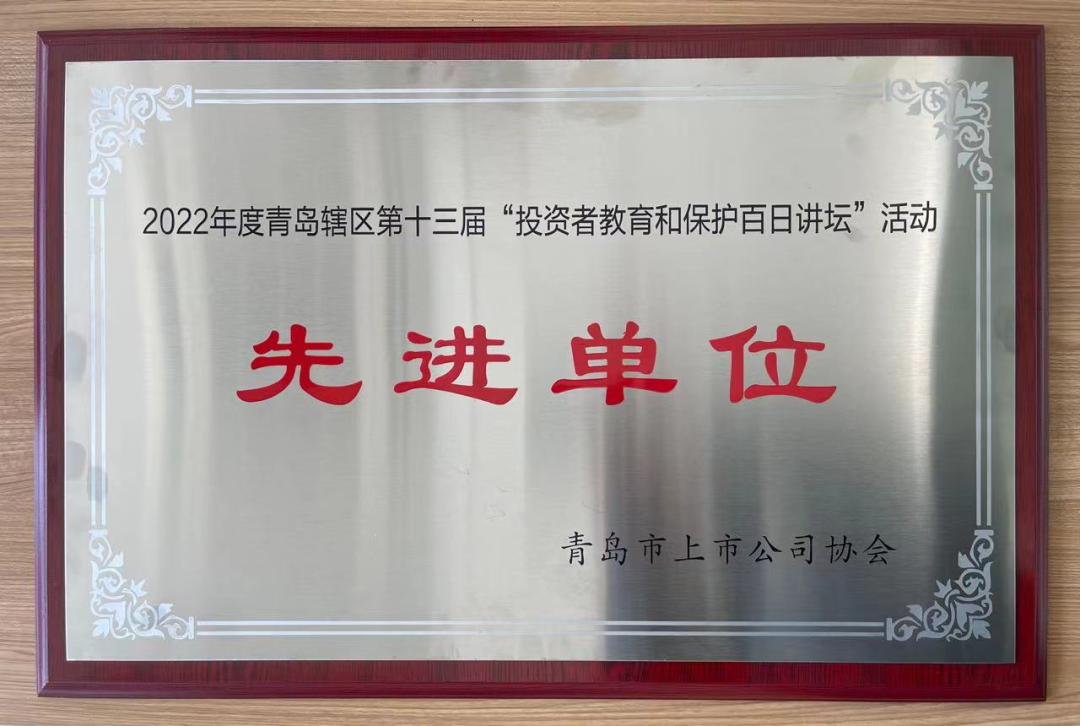 2022年度青岛辖区第十三届“投资者教育和保护百日讲坛”活动
先进单位
青岛市上市公司协会